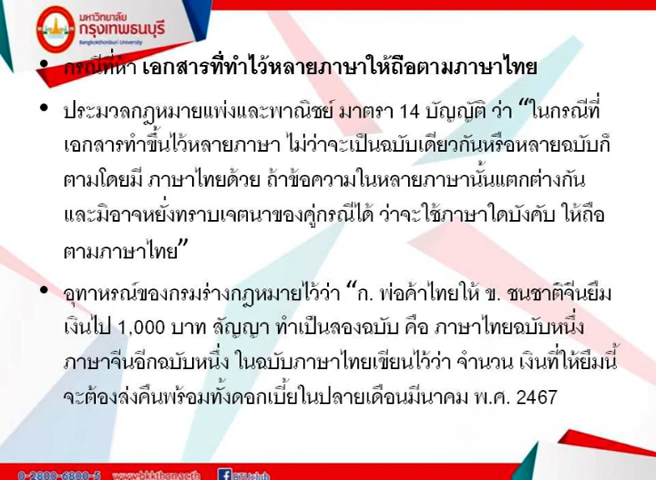 มหาวิทยาลัย
กรุงเทพธนบุรี
Bangkokthonburi University
• กรณีที่ห้า เอกสารที่ทำไว้หลายภาษาให้ถือตามภาษาไทย
• ประมวลกฎหมายแพ่งและพาณิชย์ มาตรา 14 บัญญัติ ว่า “ในกรณีที่
เอกสารทำขึ้นไว้หลายภาษา ไม่ว่าจะเป็นฉบับเดียวกันหรือหลายฉบับก็
ตามโดยมี ภาษาไทยด้วย ถ้าข้อความในหลายภาษานั้นแตกต่างกัน
และมิอาจหยั่งทราบเจตนาของคู่กรณีได้ ว่าจะใช้ภาษาใดบังคับ ให้ถือ
ตามภาษาไทย”
• อุทาหรณ์ของกรมร่างกฎหมายไว้ว่า “ก. พ่อค้าไทยให้ ข. ชนชาติจีนยืม
เงินไป 1,000 บาท สัญญา ทำเป็นสองฉบับ คือ ภาษาไทยฉบับหนึ่ง
ภาษาจีนอีกฉบับหนึ่ง ในฉบับภาษาไทยเขียนไว้ว่า จำนวน เงินที่ให้ยืมนี้
จะต้องส่งคืนพร้อมทั้งดอกเบี้ยในปลายเดือนมีนาคม พ.ศ. 2467
0-2800-6800-5 www.bkkthon.ac.th BTUclub